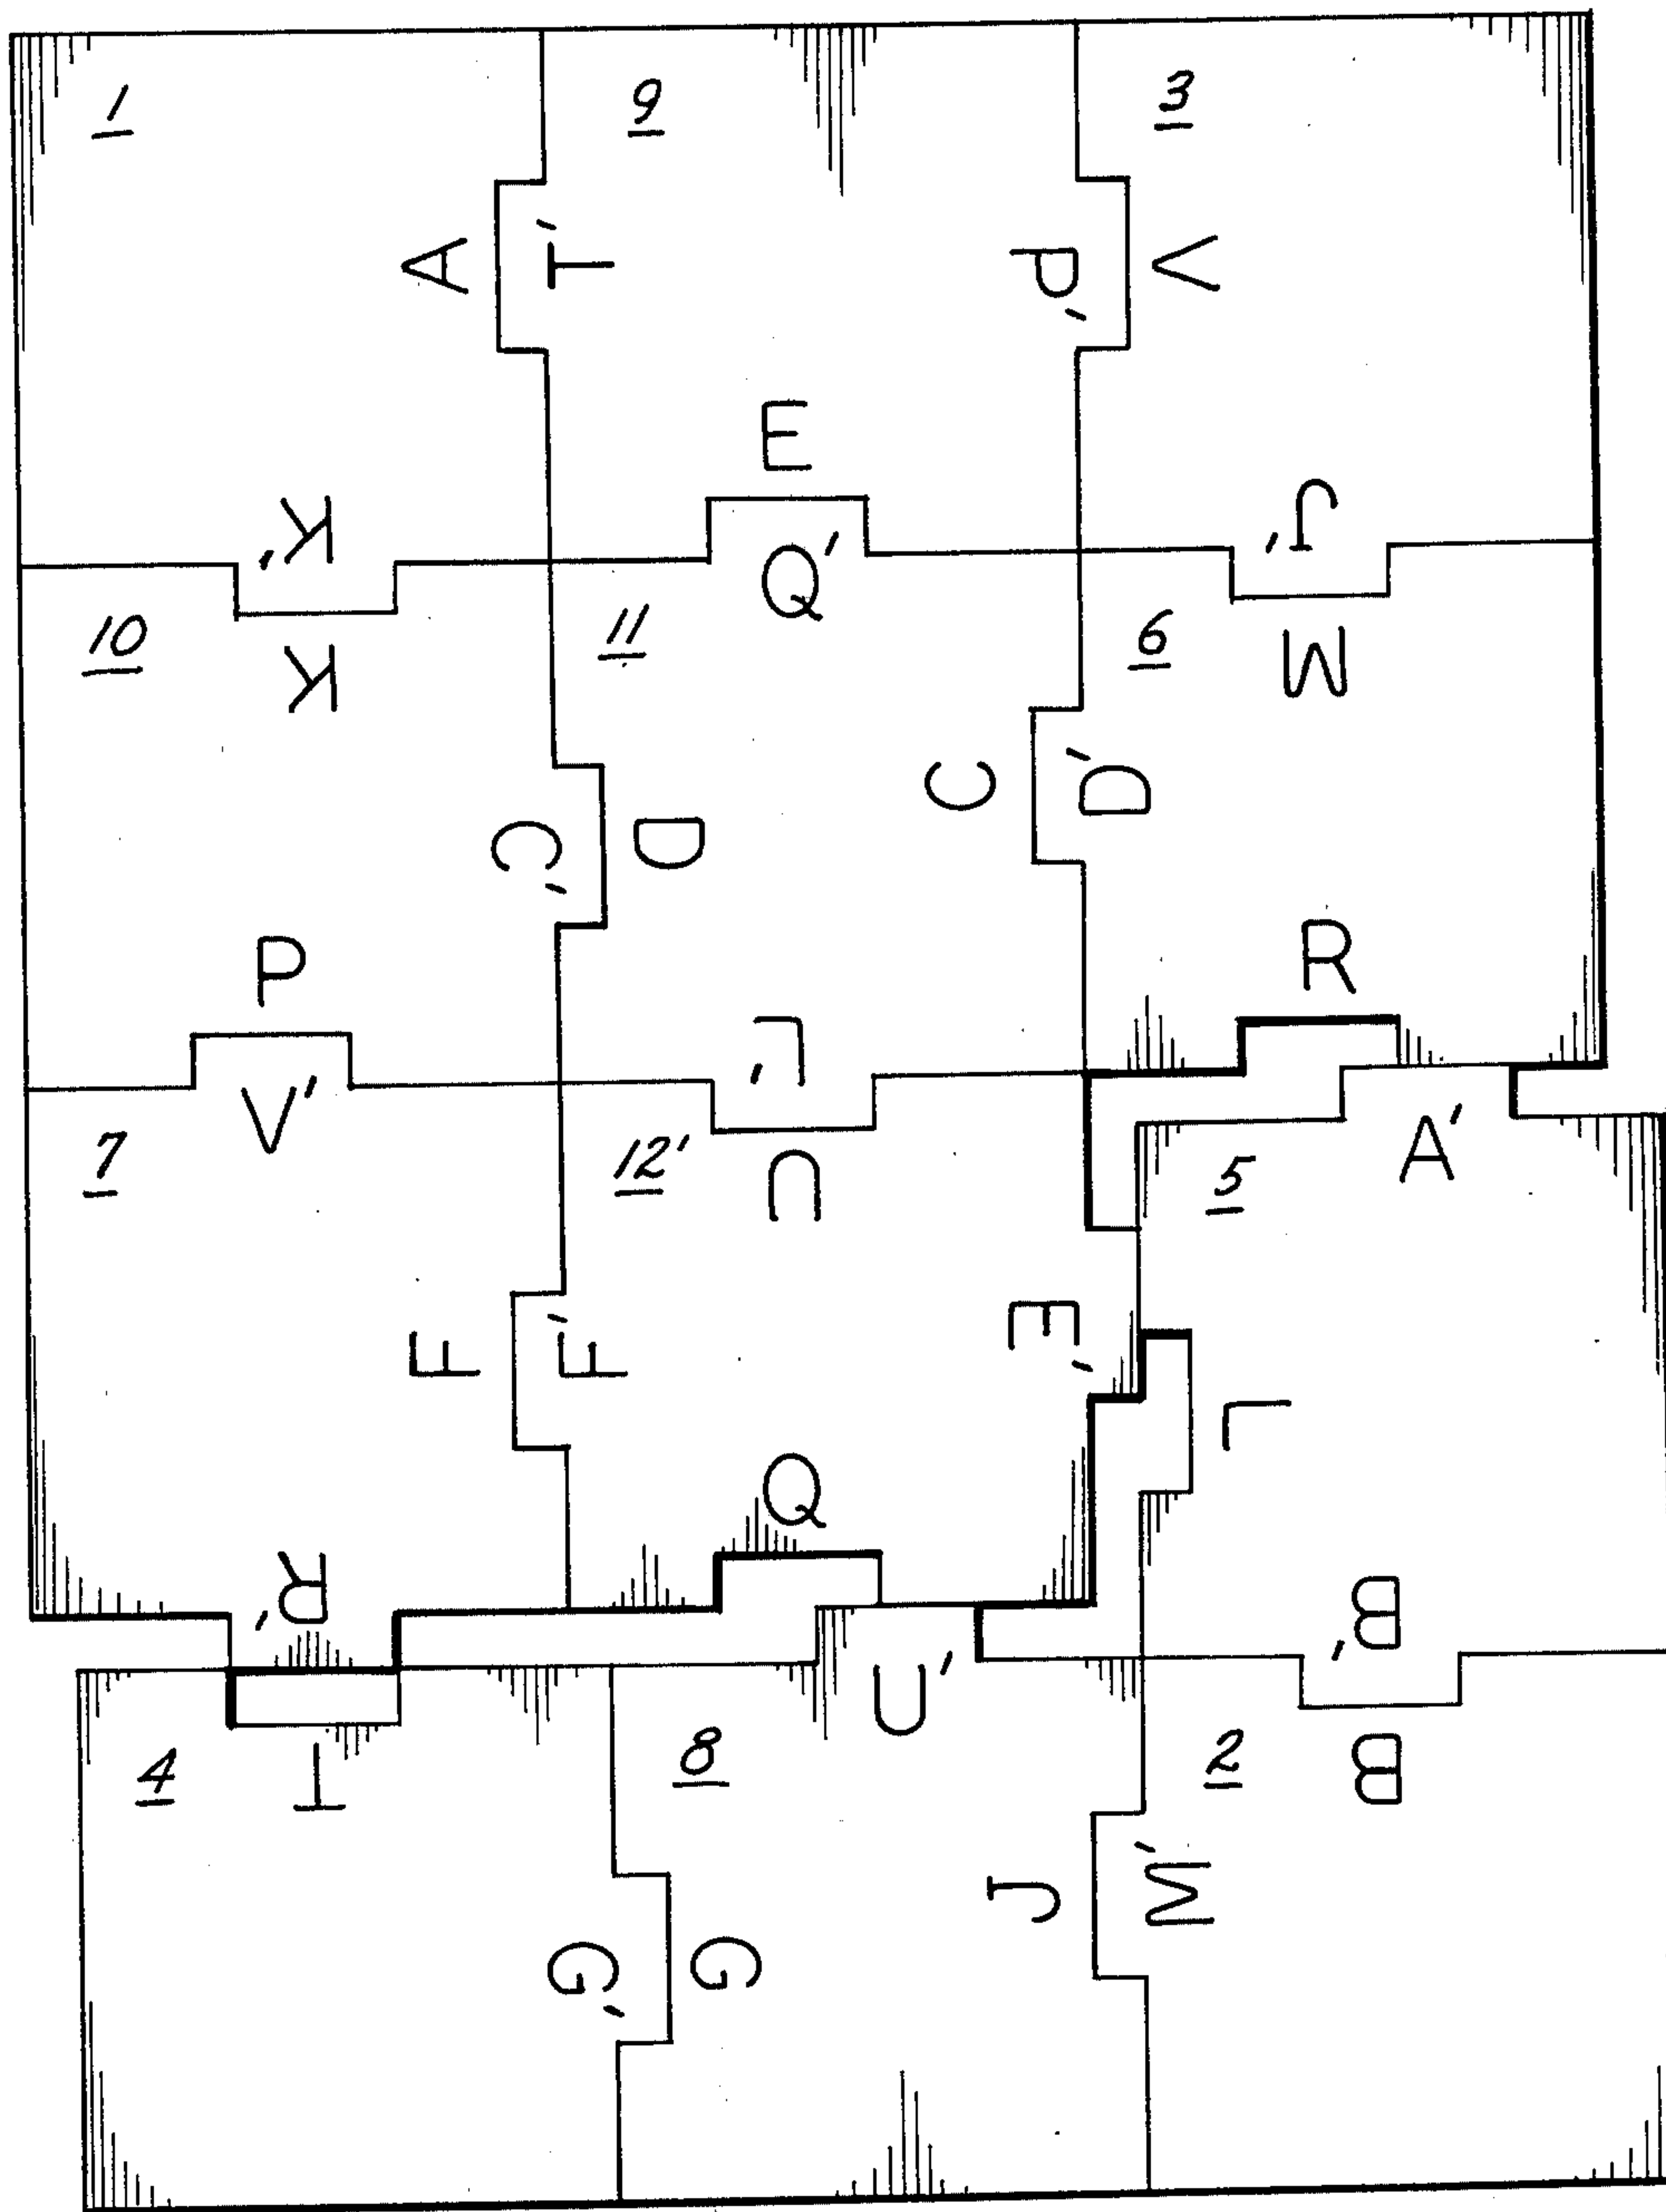 1 9 3
A T' P' V
E
K' J'
10 11 Q' 6
K M
C' D C D'
P R
L'
7 V' 12' U 5 A'
F F' E' L
Q
R' B'
4 T 8 U' 2 B
G' G J M'